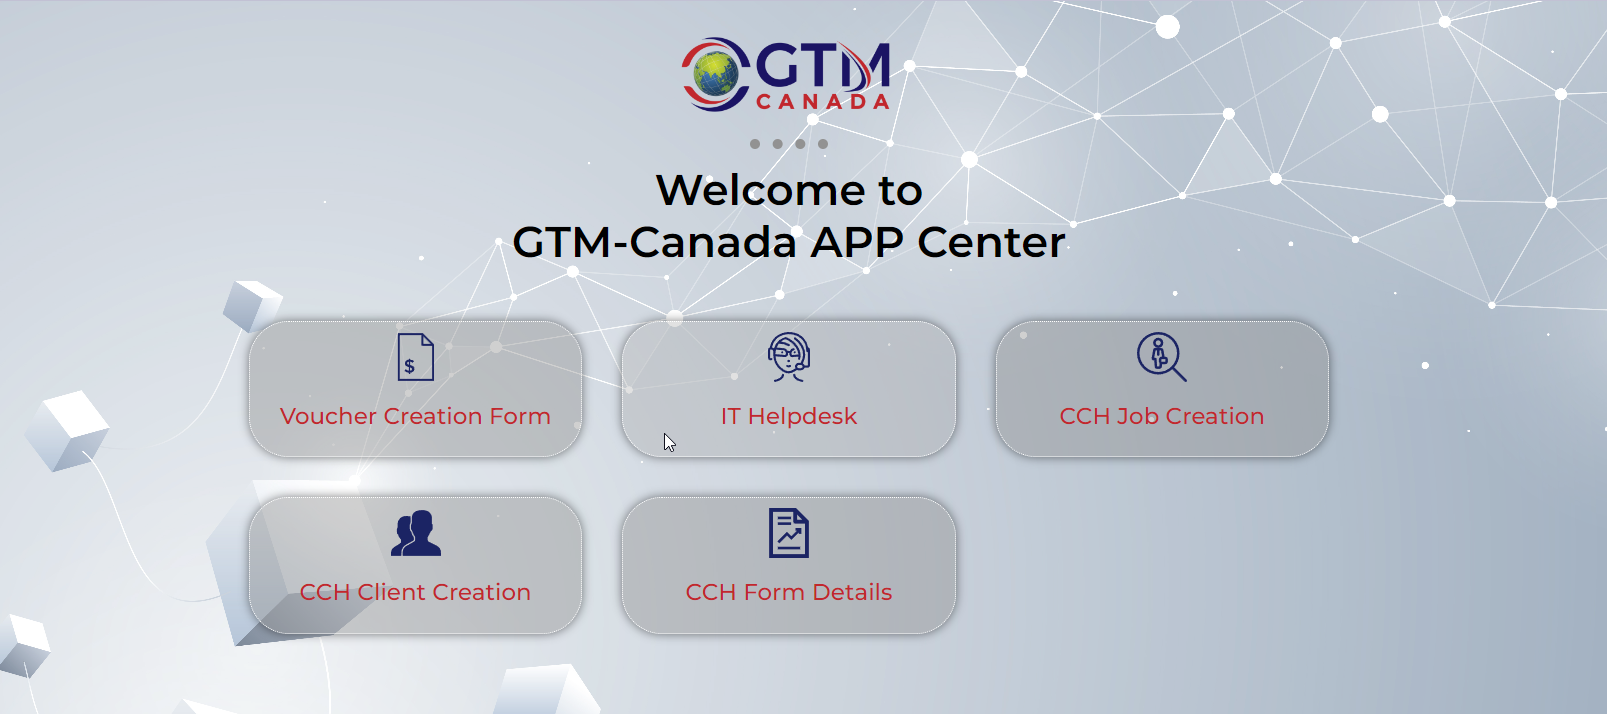 GTM
CANADA
Welcome to
GTM-Canada APP Center
$
Voucher Creation Form
IT Helpdesk
CCH Job Creation
CCH Client Creation
CCH Form Details